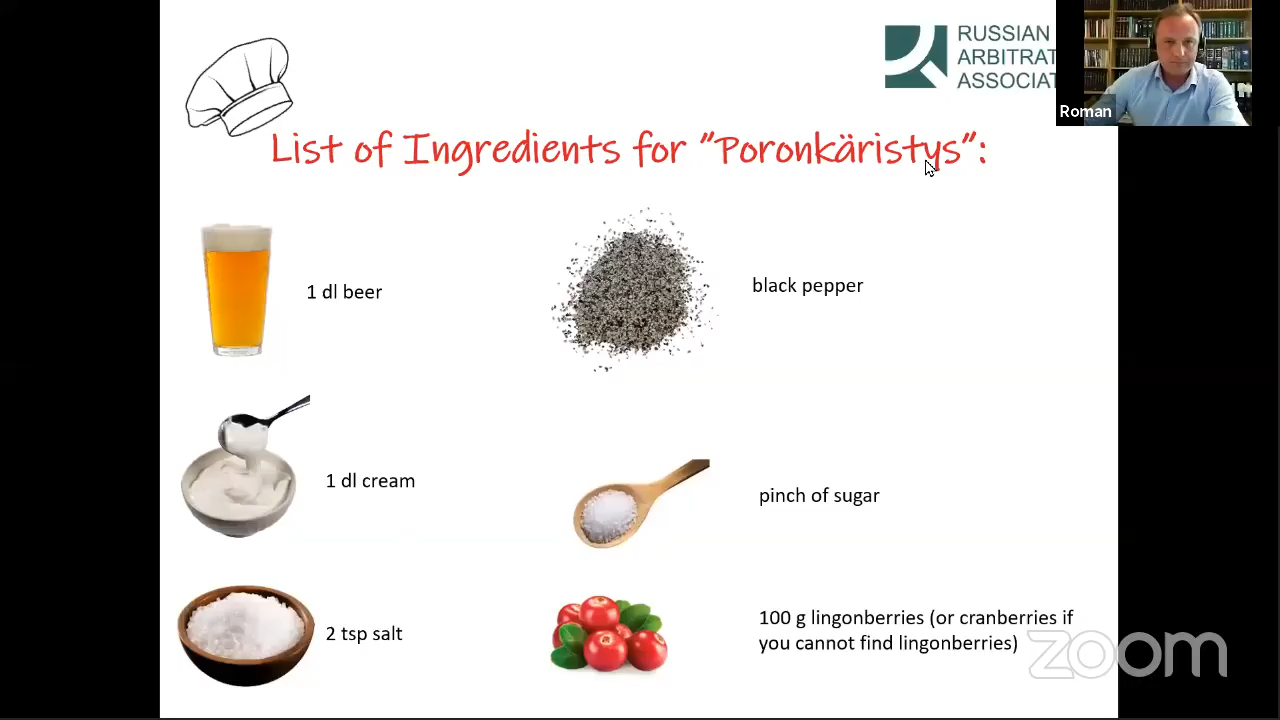 RUSSIAN
ARBITRAT
ASSOCIAT
Roman
List of Ingredients for "Poronkäristys":
1 dl beer
black pepper
1 dl cream
pinch of sugar
2 tsp salt
100 g lingonberries (or cranberries if
you cannot find lingonberries)
zoom